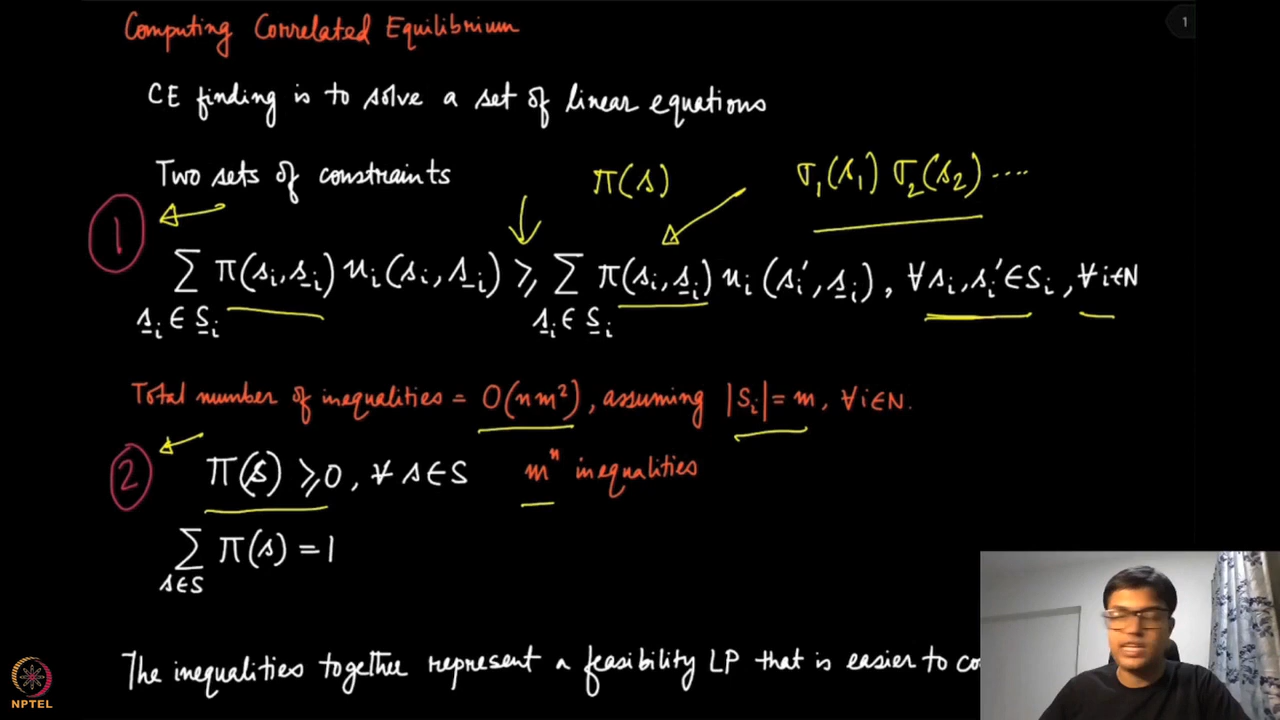 Computing Correlated Equilibrium
1
CE finding is to solve a set of linear equations
Two sets of constraints π(s) σ₁(s₁) σ₂(s₂) ....
1
∑ π(sᵢ, s̲ᵢ) uᵢ(sᵢ, s̲ᵢ) ≥ ∑ π(sᵢ, s̲ᵢ) uᵢ(sᵢ', s̲ᵢ), ∀ sᵢ, sᵢ' ∈ Sᵢ, ∀ i ∈ N
s̲ᵢ ∈ S̲ᵢ s̲ᵢ ∈ S̲ᵢ
Total number of inequalities = O(nm²), assuming |Sᵢ| = m, ∀ i ∈ N.
2 π(s) ≥ 0, ∀ s ∈ S mⁿ inequalities
∑ π(s) = 1
s ∈ S
The inequalities together represent a feasibility LP that is easier to
NPTEL